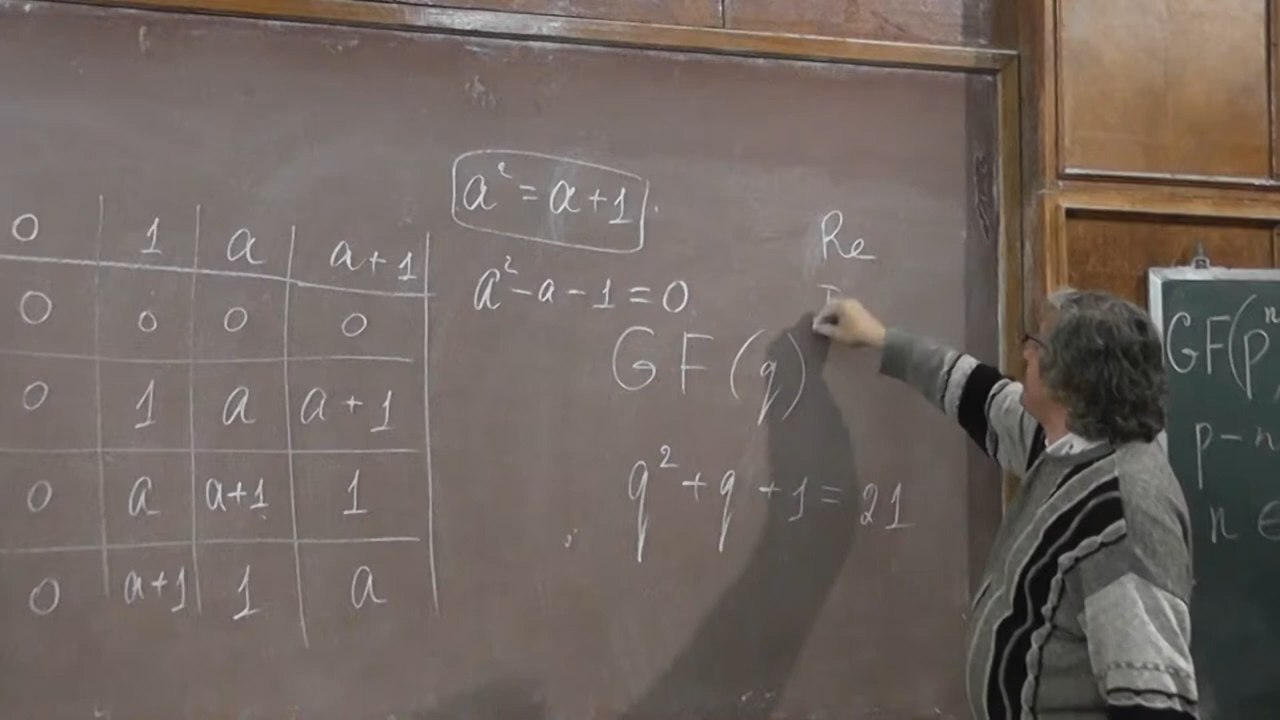 0 1 a a+1
0 0 0 0
0 1 a a+1
0 a a+1 1
0 a+1 1 a
a² = a+1
a²-a-1=0
GF(q)
q²+q+1=21
Re
GF(pⁿ
p-
n ∈